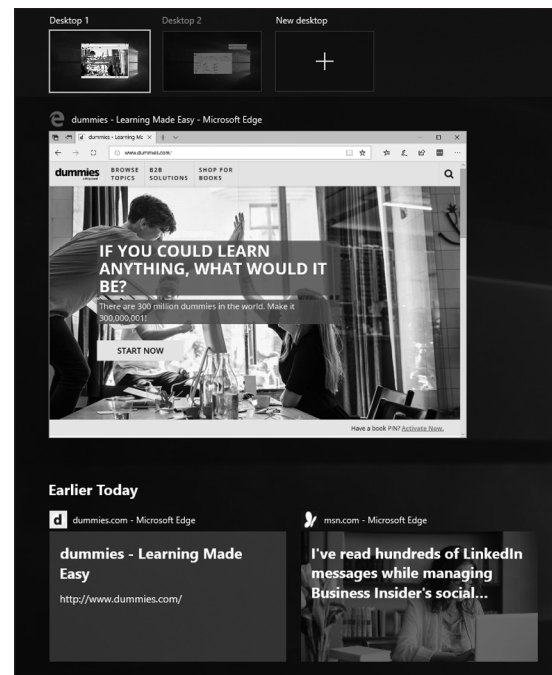 Desktop 1
Desktop 2
New desktop
dummies - Learning Made Easy - Microsoft Edge
dummies - Learning Ma
www.dummies.com/
dummies
BROWSE TOPICS
B2B SOLUTIONS
SHOP FOR BOOKS
IF YOU COULD LEARN
ANYTHING, WHAT WOULD IT
BE?
There are 300 million dummies in the world. Make it
300,000,001!
START NOW
Have a book PIN? Activate Now.
Earlier Today
d dummies.com - Microsoft Edge
dummies - Learning Made
Easy
http://www.dummies.com/
msn.com - Microsoft Edge
I've read hundreds of LinkedIn
messages while managing
Business Insider's social...